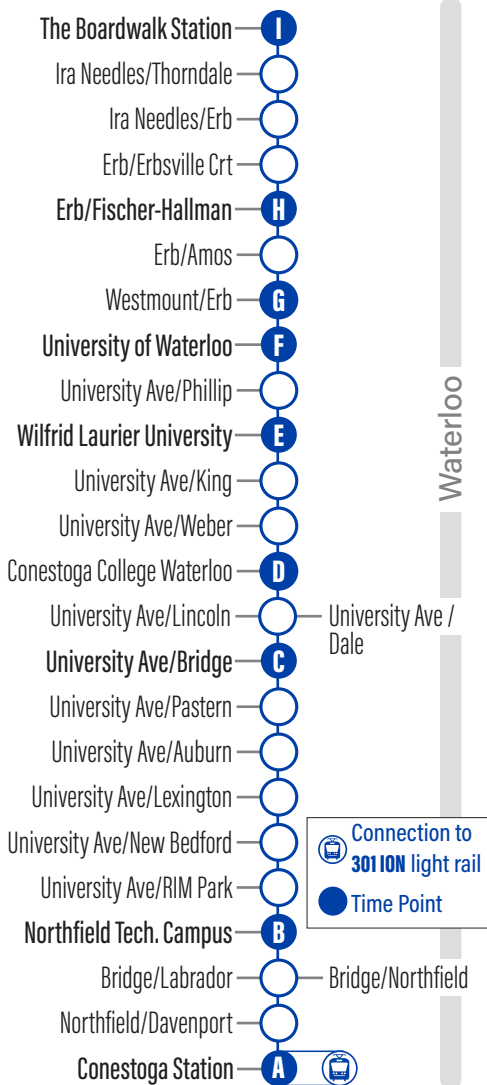 The Boardwalk Station I
Ira Needles/Thorndale
Ira Needles/Erb
Erb/Erbsville Crt
Erb/Fischer-Hallman H
Erb/Amos
Westmount/Erb G
University of Waterloo F
University Ave/Phillip
Wilfrid Laurier University E
University Ave/King
University Ave/Weber
Conestoga College Waterloo D
University Ave/Lincoln
University Ave /
Dale
University Ave/Bridge C
University Ave/Pastern
University Ave/Auburn
University Ave/Lexington
University Ave/New Bedford
University Ave/RIM Park
Northfield Tech. Campus B
Bridge/Labrador
Bridge/Northfield
Northfield/Davenport
Conestoga Station A
Waterloo
Connection to
301 ION light rail
Time Point